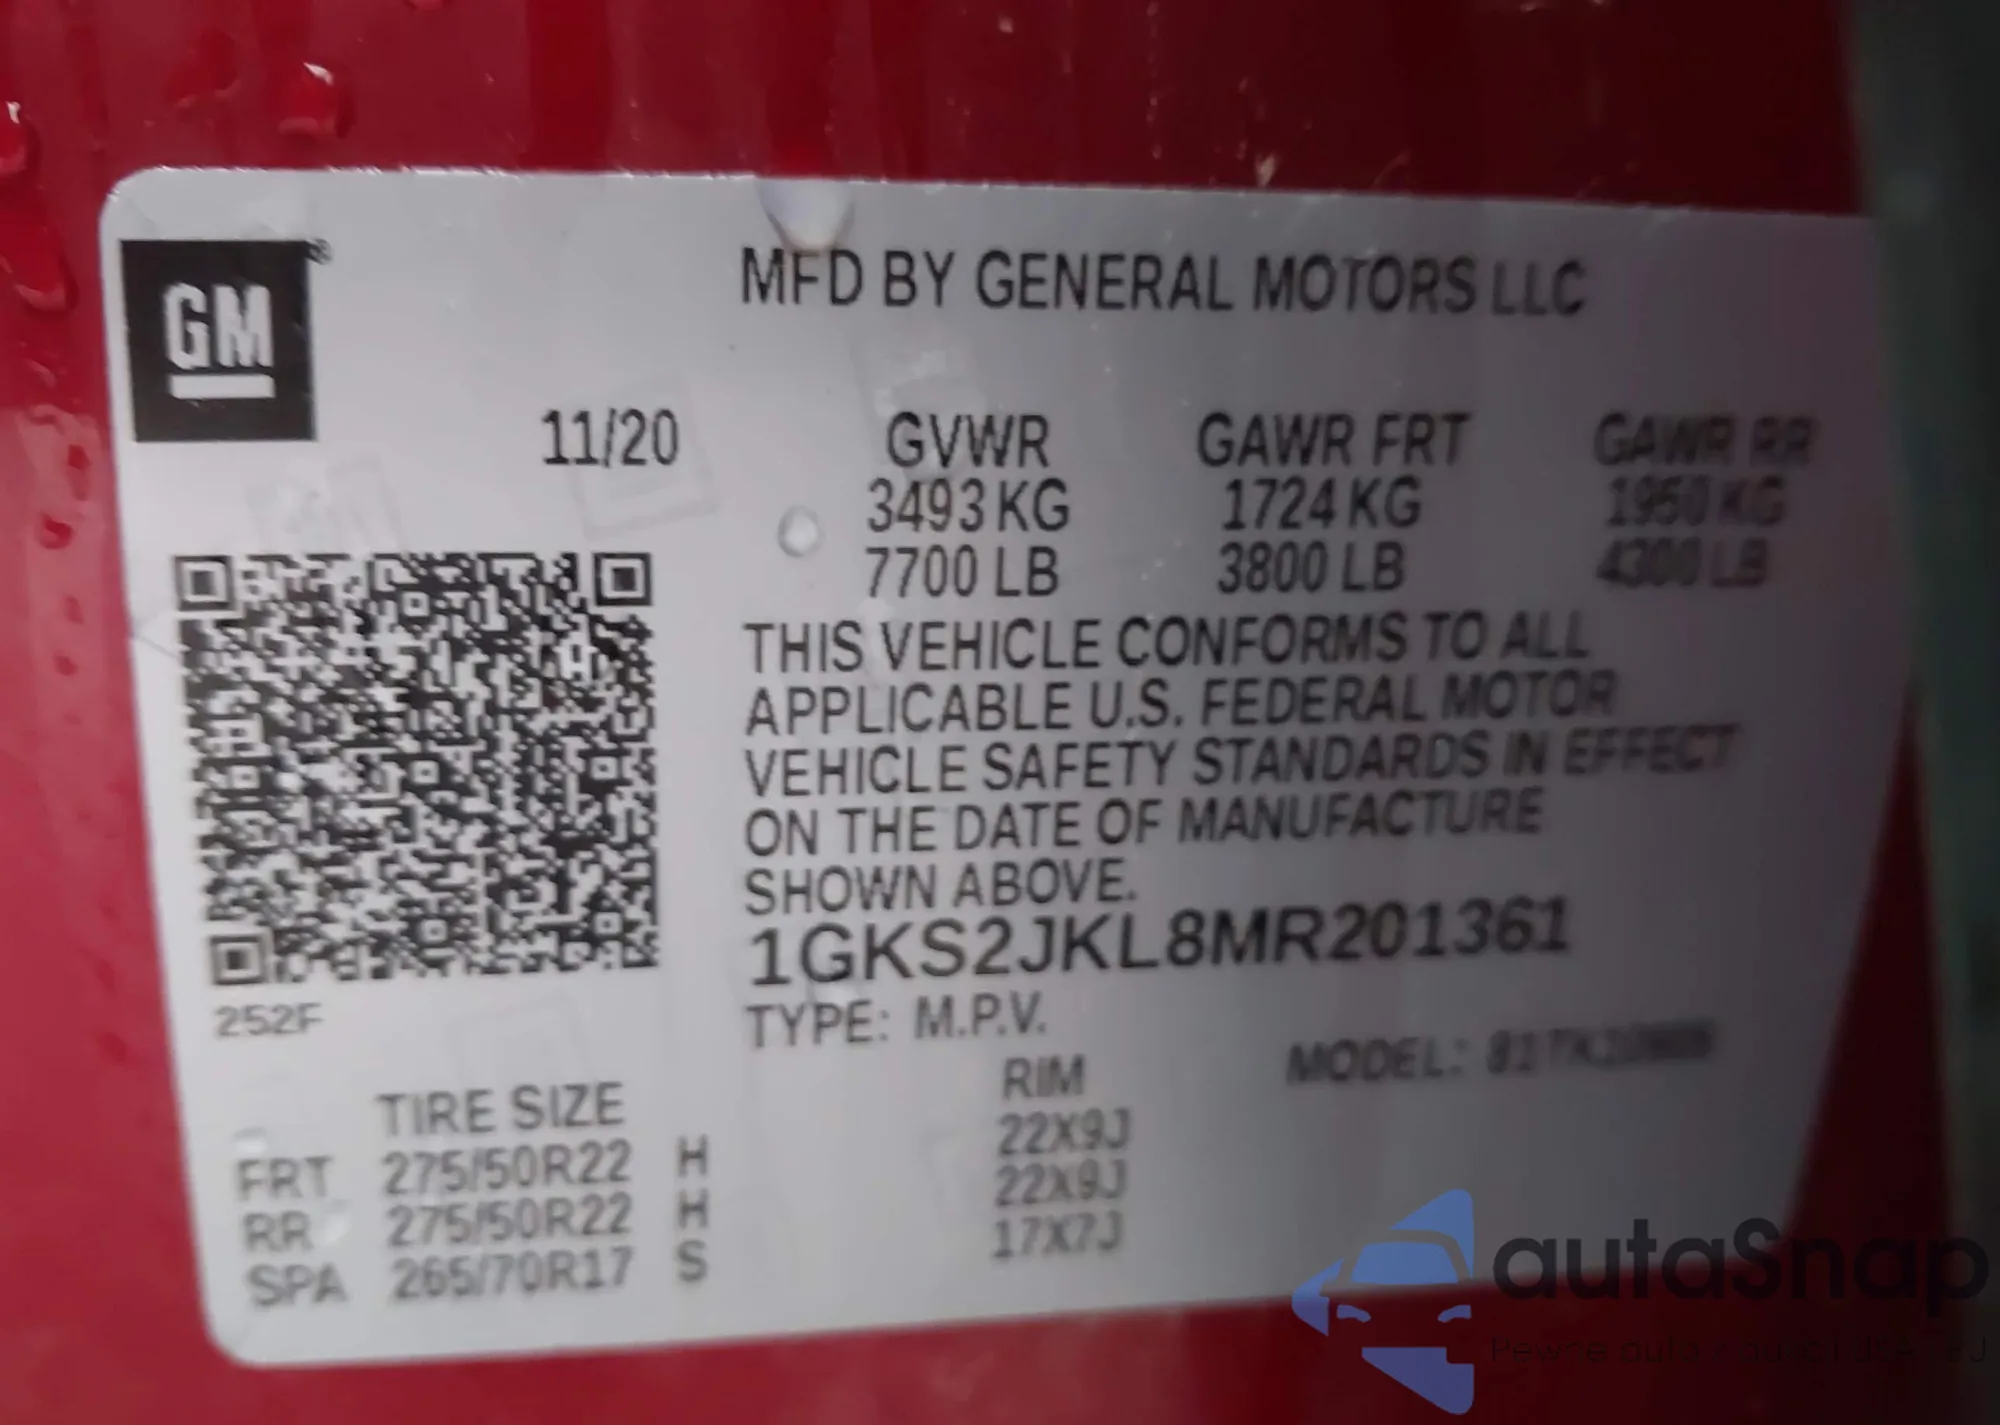 GM
MFD BY GENERAL MOTORS LLC
11/20
GVWR GAWR FRT GAWR RR
3493 KG 1724 KG 1950 KG
7700 LB 3800 LB 4300 LB
THIS VEHICLE CONFORMS TO ALL
APPLICABLE U.S. FEDERAL MOTOR
VEHICLE SAFETY STANDARDS IN EFFECT
ON THE DATE OF MANUFACTURE
SHOWN ABOVE.
1GKS2JKL8MR201361
252F
TYPE: M.P.V.
MODEL:
TIRE SIZE RIM
FRT 275/50R22 H 22X9J
RR 275/50R22 H 22X9J
SPA 265/70R17 S 17X7J
autaSnap
auta